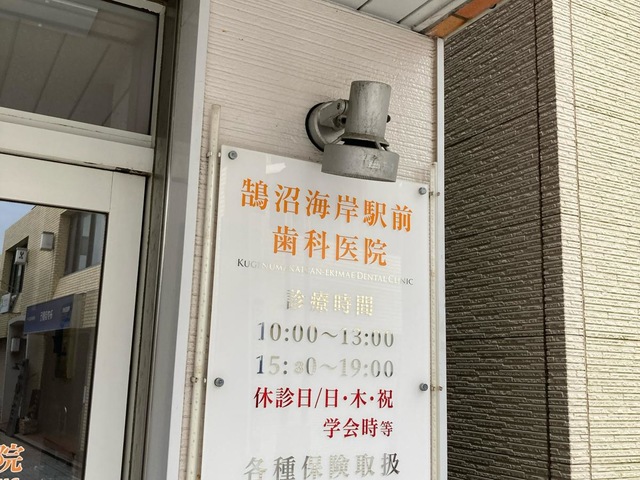 鵠沼海岸駅前
歯科医院
KUGENUMAKAIGAN-EKIMAE DENTAL CLINIC
診療時間
10:00～13:00
15:30～19:00
休診日/日・木・祝
学会時等
各種保険取扱
院